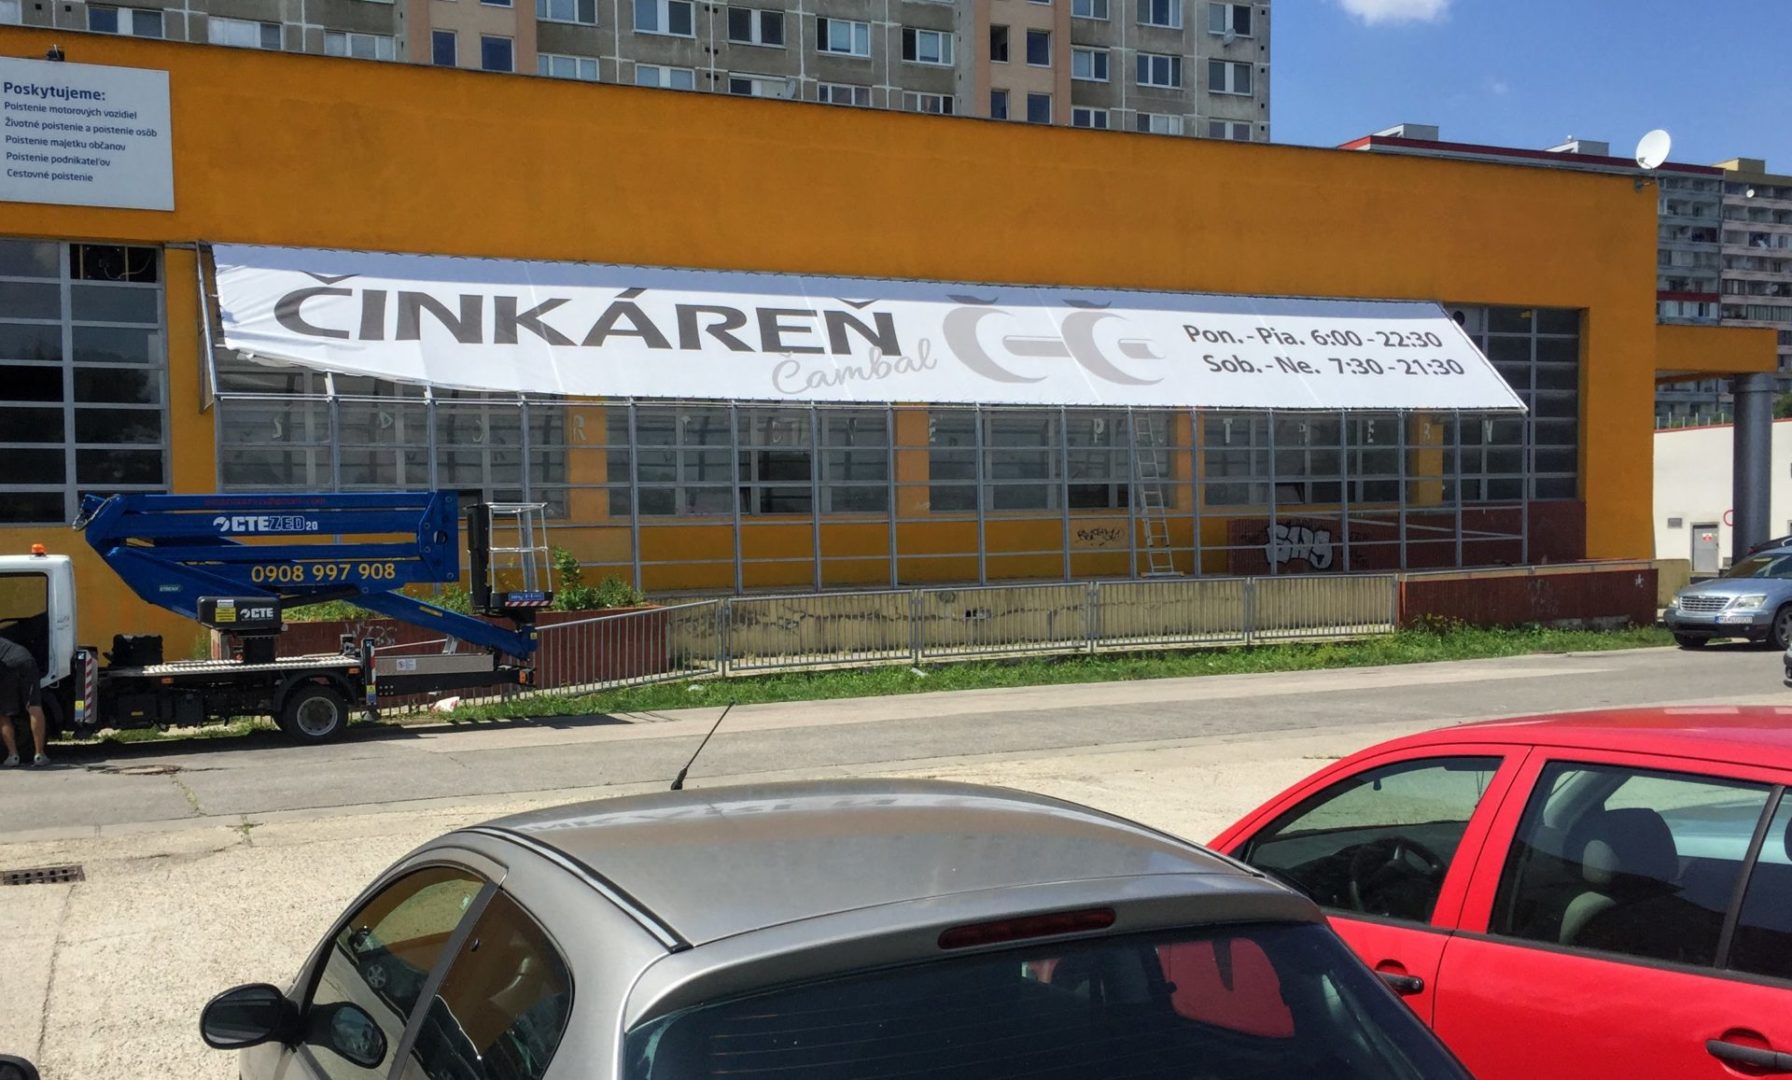 Poskytujeme:
Poistenie motorových vozidiel
Životné poistenie a poistenie osôb
Poistenie majetku občanov
Poistenie podnikateľov
Cestovné poistenie
ČINKÁREŇ
Čambal
Č-Č
Pon.-Pia. 6:00-22:30
Sob.-Ne. 7:30-21:30
CTEZED 20
0908 997 908
CTE